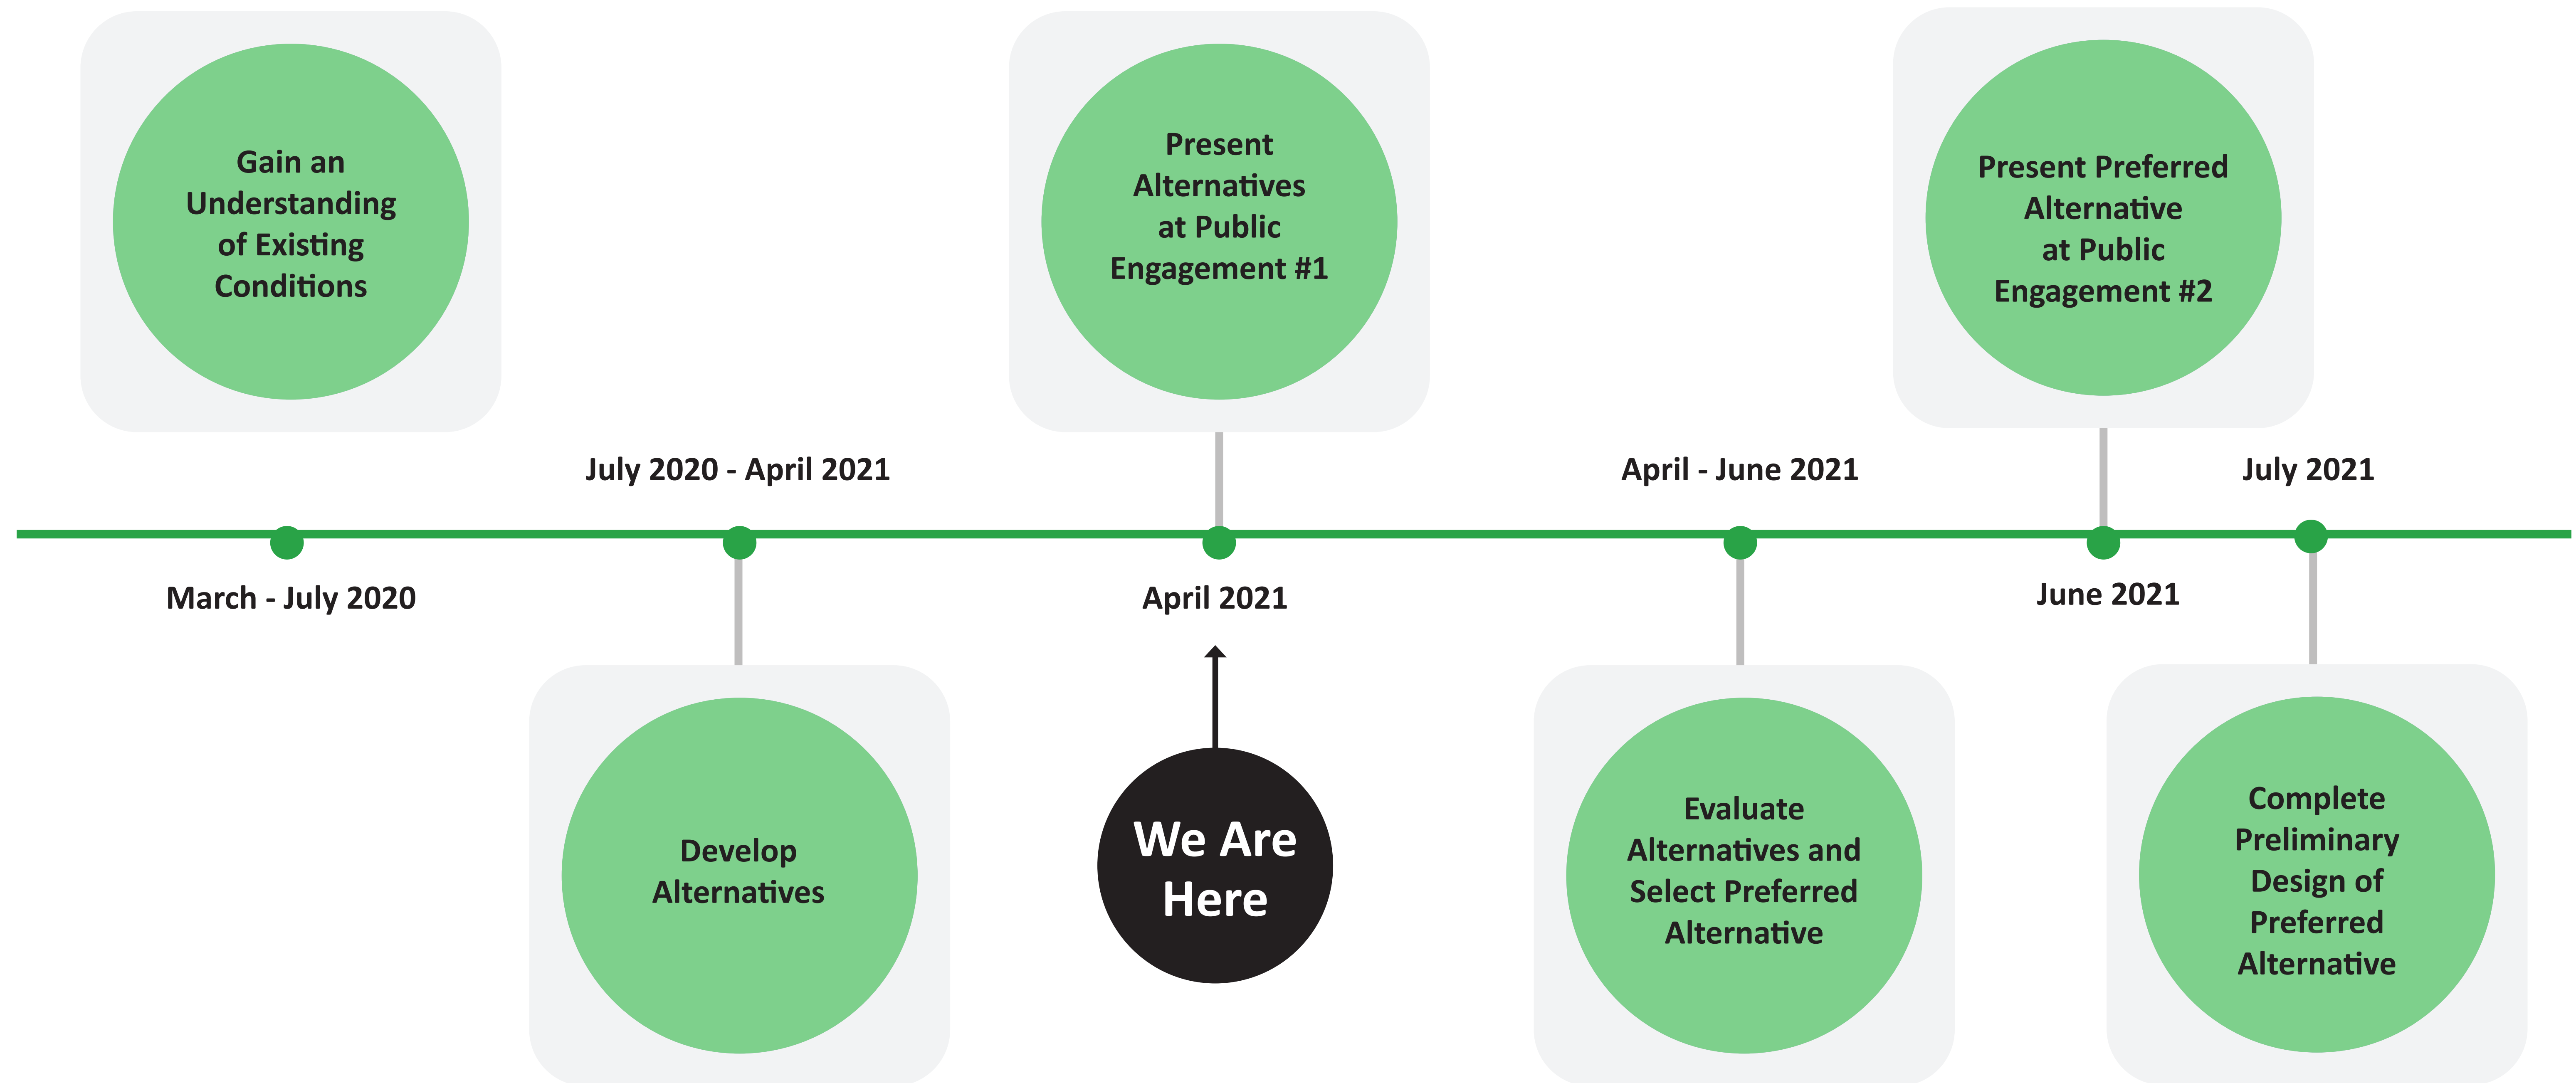 Gain an
Understanding
of Existing
Conditions
March - July 2020
July 2020 - April 2021
Develop
Alternatives
Present
Alternatives
at Public
Engagement #1
April 2021
We Are
Here
April - June 2021
Evaluate
Alternatives and
Select Preferred
Alternative
Present Preferred
Alternative
at Public
Engagement #2
June 2021
July 2021
Complete
Preliminary
Design of
Preferred
Alternative